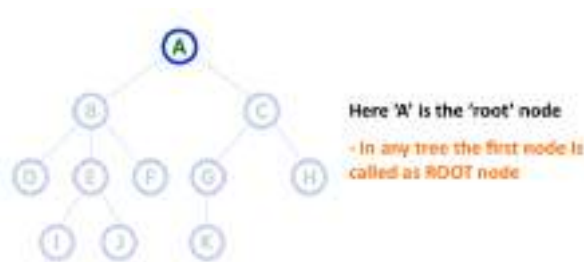 A
B
C
D
E
F
G
H
I
J
K
Here 'A' is the 'root' node
- In any tree the first node is
called as ROOT node